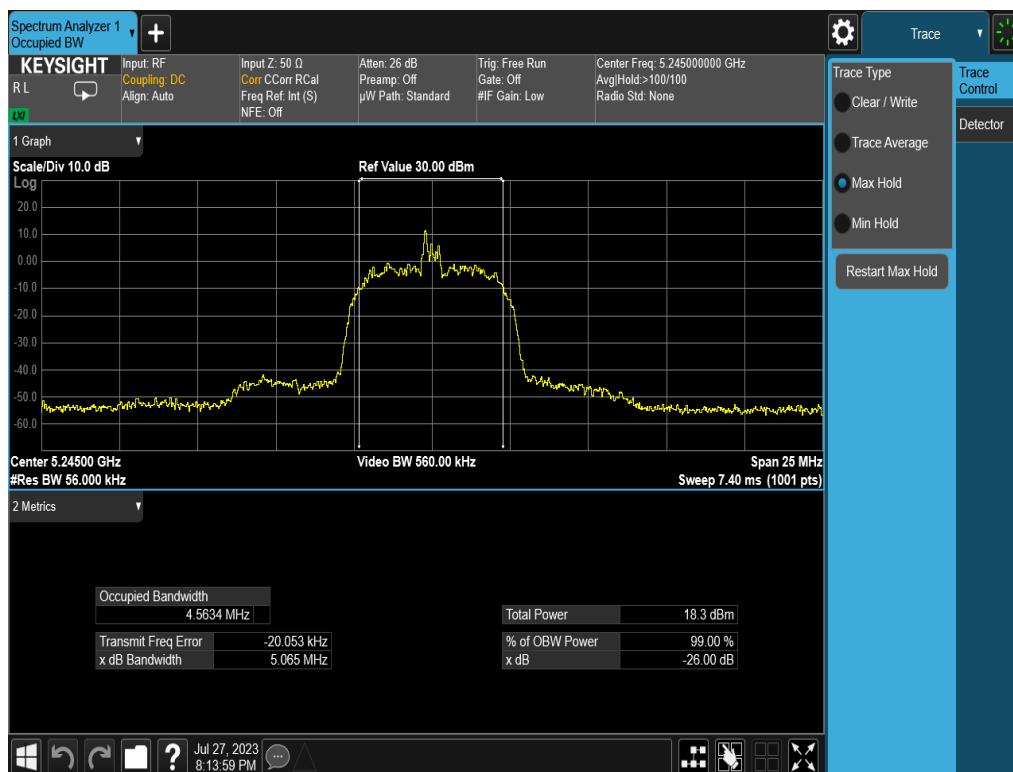 Spectrum Analyzer 1
Occupied BW
+
Trace
KEYSIGHT
R L
LXI
Input: RF
Coupling: DC
Align: Auto
Input Z: 50 Ω
Corr CCorr RCal
Freq Ref: Int (S)
NFE: Off
Atten: 26 dB
Preamp: Off
µW Path: Standard
Trig: Free Run
Gate: Off
#IF Gain: Low
Center Freq: 5.245000000 GHz
Avg|Hold:>100/100
Radio Std: None
1 Graph
Scale/Div 10.0 dB
Ref Value 30.00 dBm
Log
20.0
10.0
0.00
-10.0
-20.0
-30.0
-40.0
-50.0
-60.0
Center 5.24500 GHz
Video BW 560.00 kHz
Span 25 MHz
#Res BW 56.000 kHz
Sweep 7.40 ms (1001 pts)
2 Metrics
Occupied Bandwidth
4.5634 MHz
Total Power 18.3 dBm
Transmit Freq Error -20.053 kHz
% of OBW Power 99.00 %
x dB Bandwidth 5.065 MHz
x dB -26.00 dB
Trace Type
Clear / Write
Trace Average
Max Hold
Min Hold
Restart Max Hold
Trace
Control
Detector
?
Jul 27, 2023
8:13:59 PM